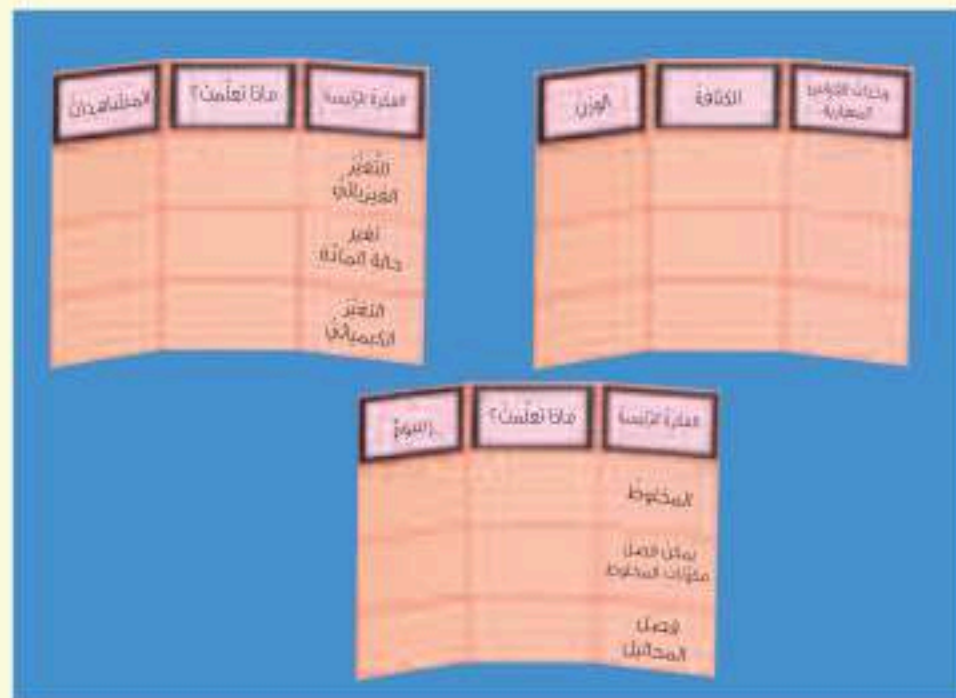 وحدات القياس
المعيارية
الكثافة
الوزن
الفكرة الرئيسة
ماذا تعلمت؟
المشاهدات
التغير
الفيزيائي
تغير
حالة المادة
التغير
الكيميائي
الفكرة الرئيسة
ماذا تعلمت؟
رسوم
المخلوط
يمكن فصل
مكونات المخلوط
فصل
المحاليل